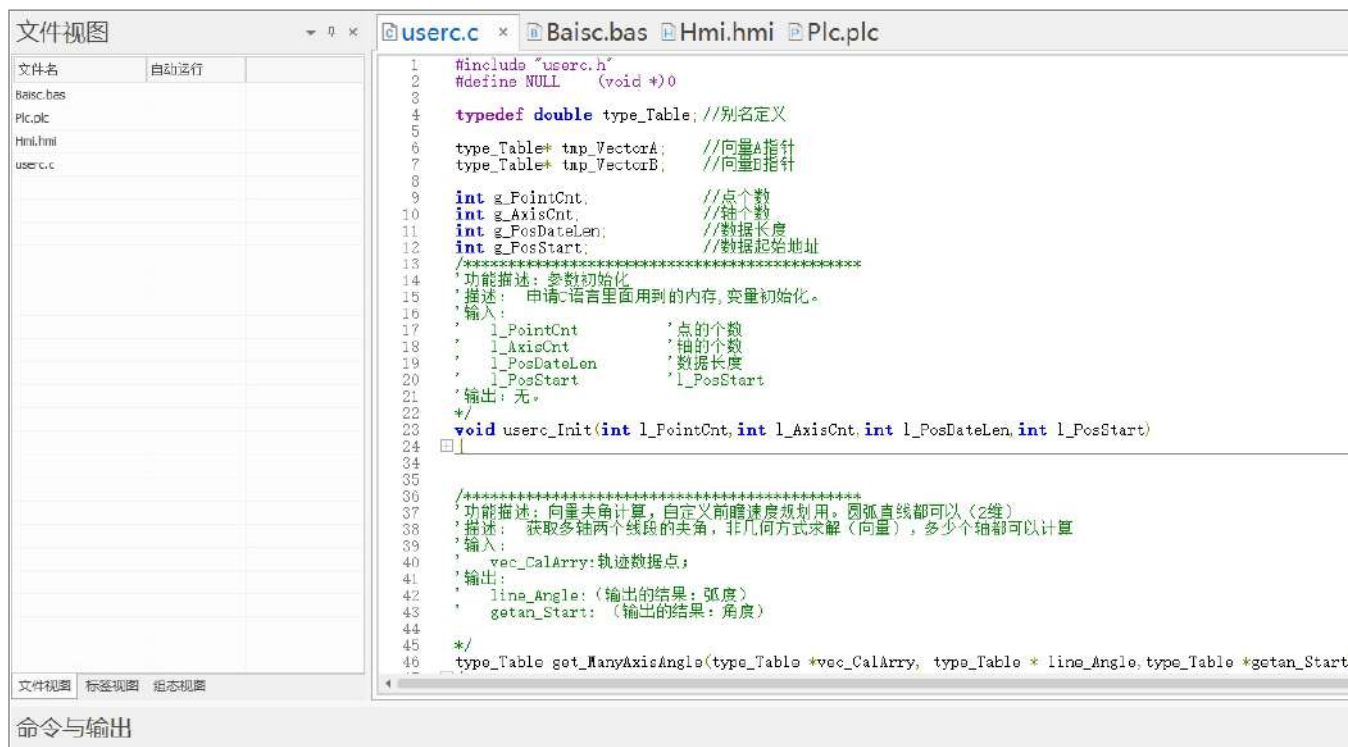 文件视图
userc.c × Baisc.bas Hmi.hmi Plc.plc
文件名 自动运行
Baisc.bas
Plc.plc
Hmi.hmi
userc.c
1 #include "userc.h"
2 #define NULL (void *)0
3
4 typedef double type_Table;//别名定义
5
6 type_Table* tmp_VectorA; //向量A指针
7 type_Table* tmp_VectorB; //向量B指针
8
9 int g_PointCnt; //点个数
10 int g_AxisCnt; //轴个数
11 int g_PosDateLen; //数据长度
12 int g_PosStart; //数据起始地址
13 /********************************************
14 '功能描述：参数初始化
15 '描述： 申请C语言里面用到的内存,变量初始化。
16 '输入：
17 ' l_PointCnt '点的个数
18 ' l_AxisCnt '轴的个数
19 ' l_PosDateLen '数据长度
20 ' l_PosStart 'l_PosStart
21 '输出：无。
22 */
23 void userc_Init(int l_PointCnt,int l_AxisCnt,int l_PosDateLen,int l_PosStart)
24 {
34
35
36 /********************************************
37 '功能描述：向量夹角计算，自定义前瞻速度规划用。圆弧直线都可以（2维）
38 '描述： 获取多轴两个线段的夹角，非几何方式求解（向量），多少个轴都可以计算
39 '输入：
40 ' vec_CalArry:轨迹数据点；
41 '输出：
42 ' line_Angle:（输出的结果：弧度）
43 ' getan_Start: （输出的结果：角度）
44
45 */
46 type_Table get_ManyAxisAngle(type_Table *vec_CalArry, type_Table * line_Angle,type_Table *getan_Start
文件视图 标签视图 组态视图
命令与输出